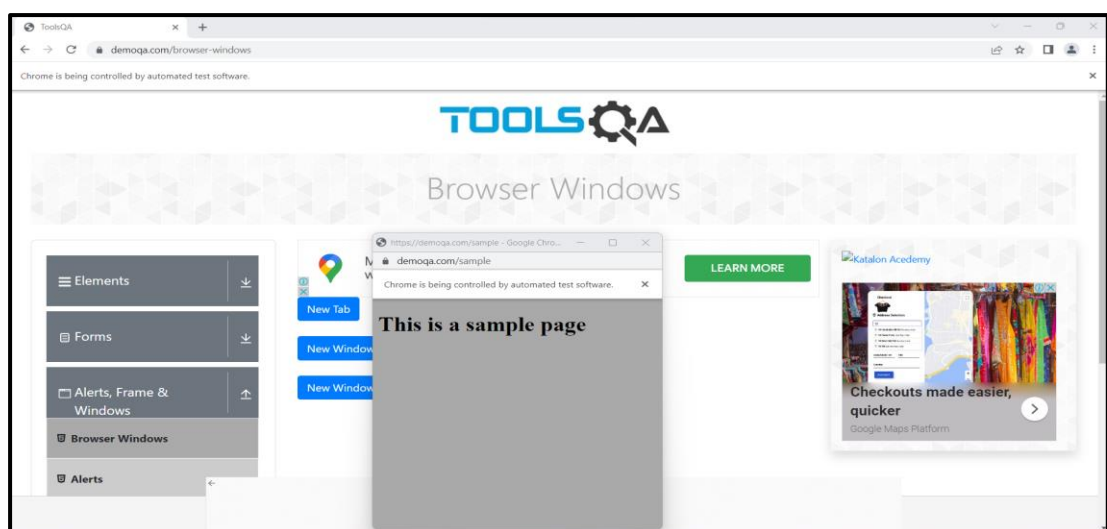 ToolsQA
demoqa.com/browser-windows
Chrome is being controlled by automated test software.
TOOLSQA
Browser Windows
Elements
Forms
Alerts, Frame &
Windows
Browser Windows
Alerts
New Tab
New Window
New Window
https://demoqa.com/sample - Google Chro...
demoqa.com/sample
Chrome is being controlled by automated test software.
This is a sample page
LEARN MORE
Katalon Acedemy
Checkout
Checkouts made easier,
quicker
Google Maps Platform